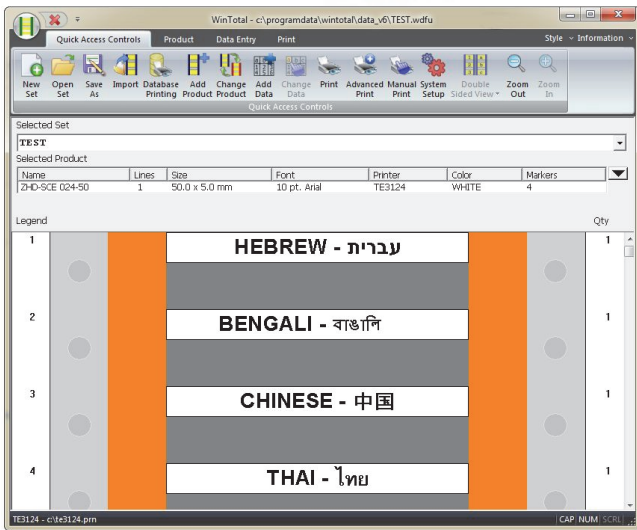 WinTotal - c:\programdata\wintotal\data_v6\TEST.wdfu
Quick Access Controls Product Data Entry Print Style Information
New Set Open Set Save As Import Database Printing Add Product Change Product Add Data Change Data Print Advanced Print Manual Print System Setup Double Sided View Zoom Out Zoom In
Quick Access Controls
Selected Set
TEST
Selected Product
Name Lines Size Font Printer Color Markers
ZHD-SCE 024-50 1 50.0 x 5.0 mm 10 pt. Arial TE3124 WHITE 4
Legend Qty
1 HEBREW - עברית 1
2 BENGALI - বাঙালি 1
3 CHINESE - 中国 1
4 THAI - ไทย 1
TE3124 - c:\te3124.prn CAP NUM SCRL